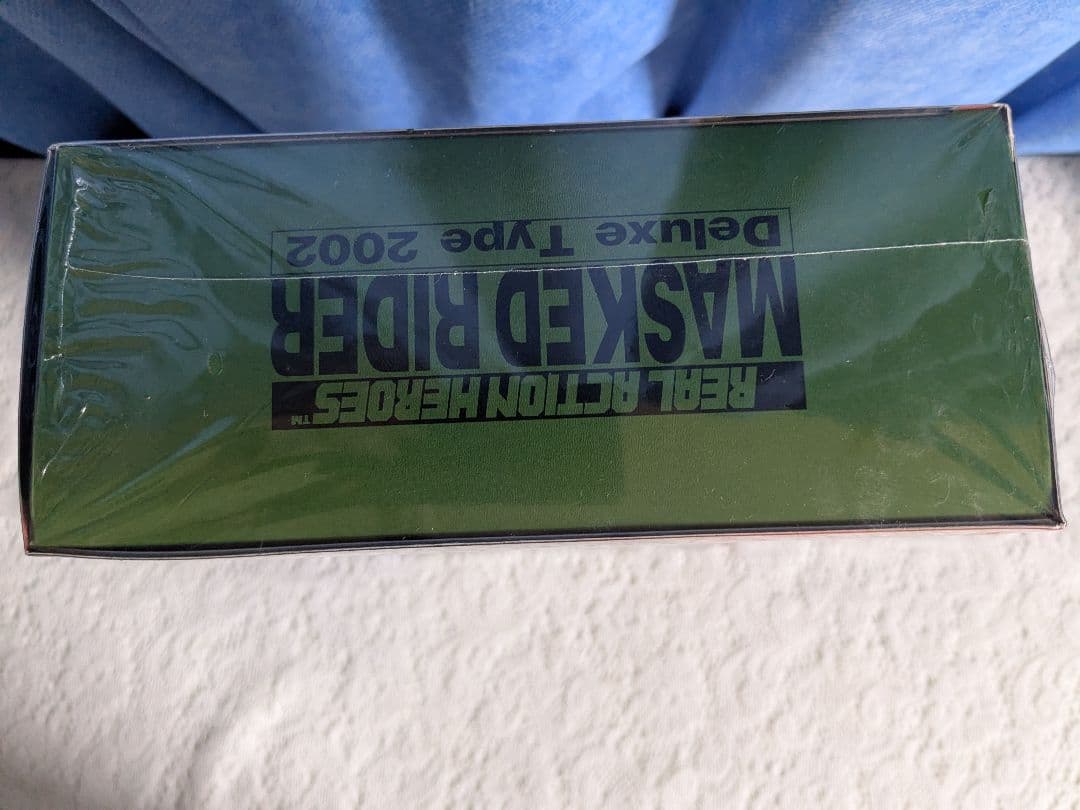 REAL ACTION HEROES™
MASKED RIDER
Deluxe Type 2002